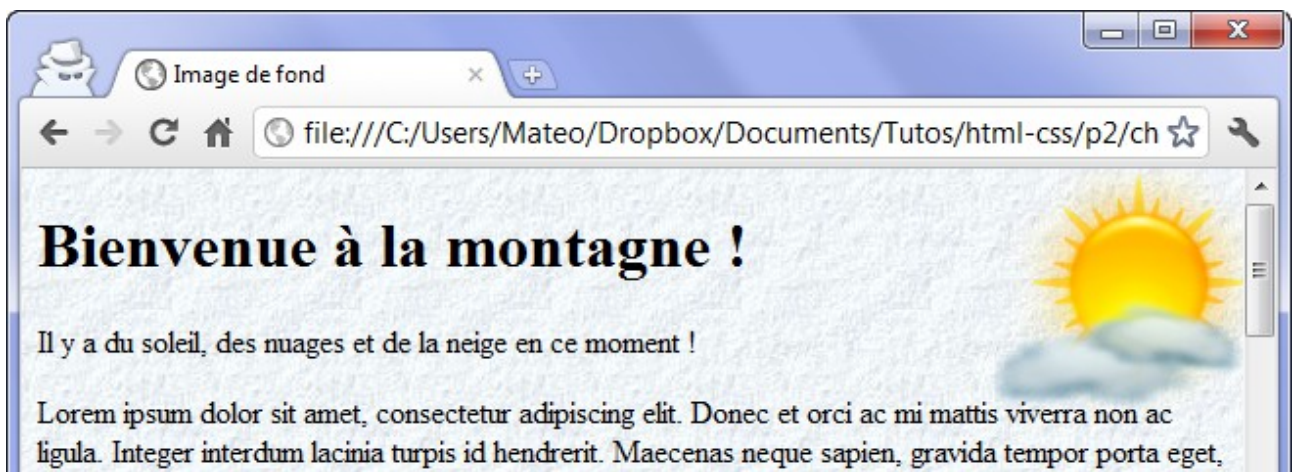 Image de fond
file:///C:/Users/Mateo/Dropbox/Documents/Tutos/html-css/p2/ch
Bienvenue à la montagne !
Il y a du soleil, des nuages et de la neige en ce moment !
Lorem ipsum dolor sit amet, consectetur adipiscing elit. Donec et orci ac mi mattis viverra non ac
ligula. Integer interdum lacinia turpis id hendrerit. Maecenas neque sapien, gravida tempor porta eget,